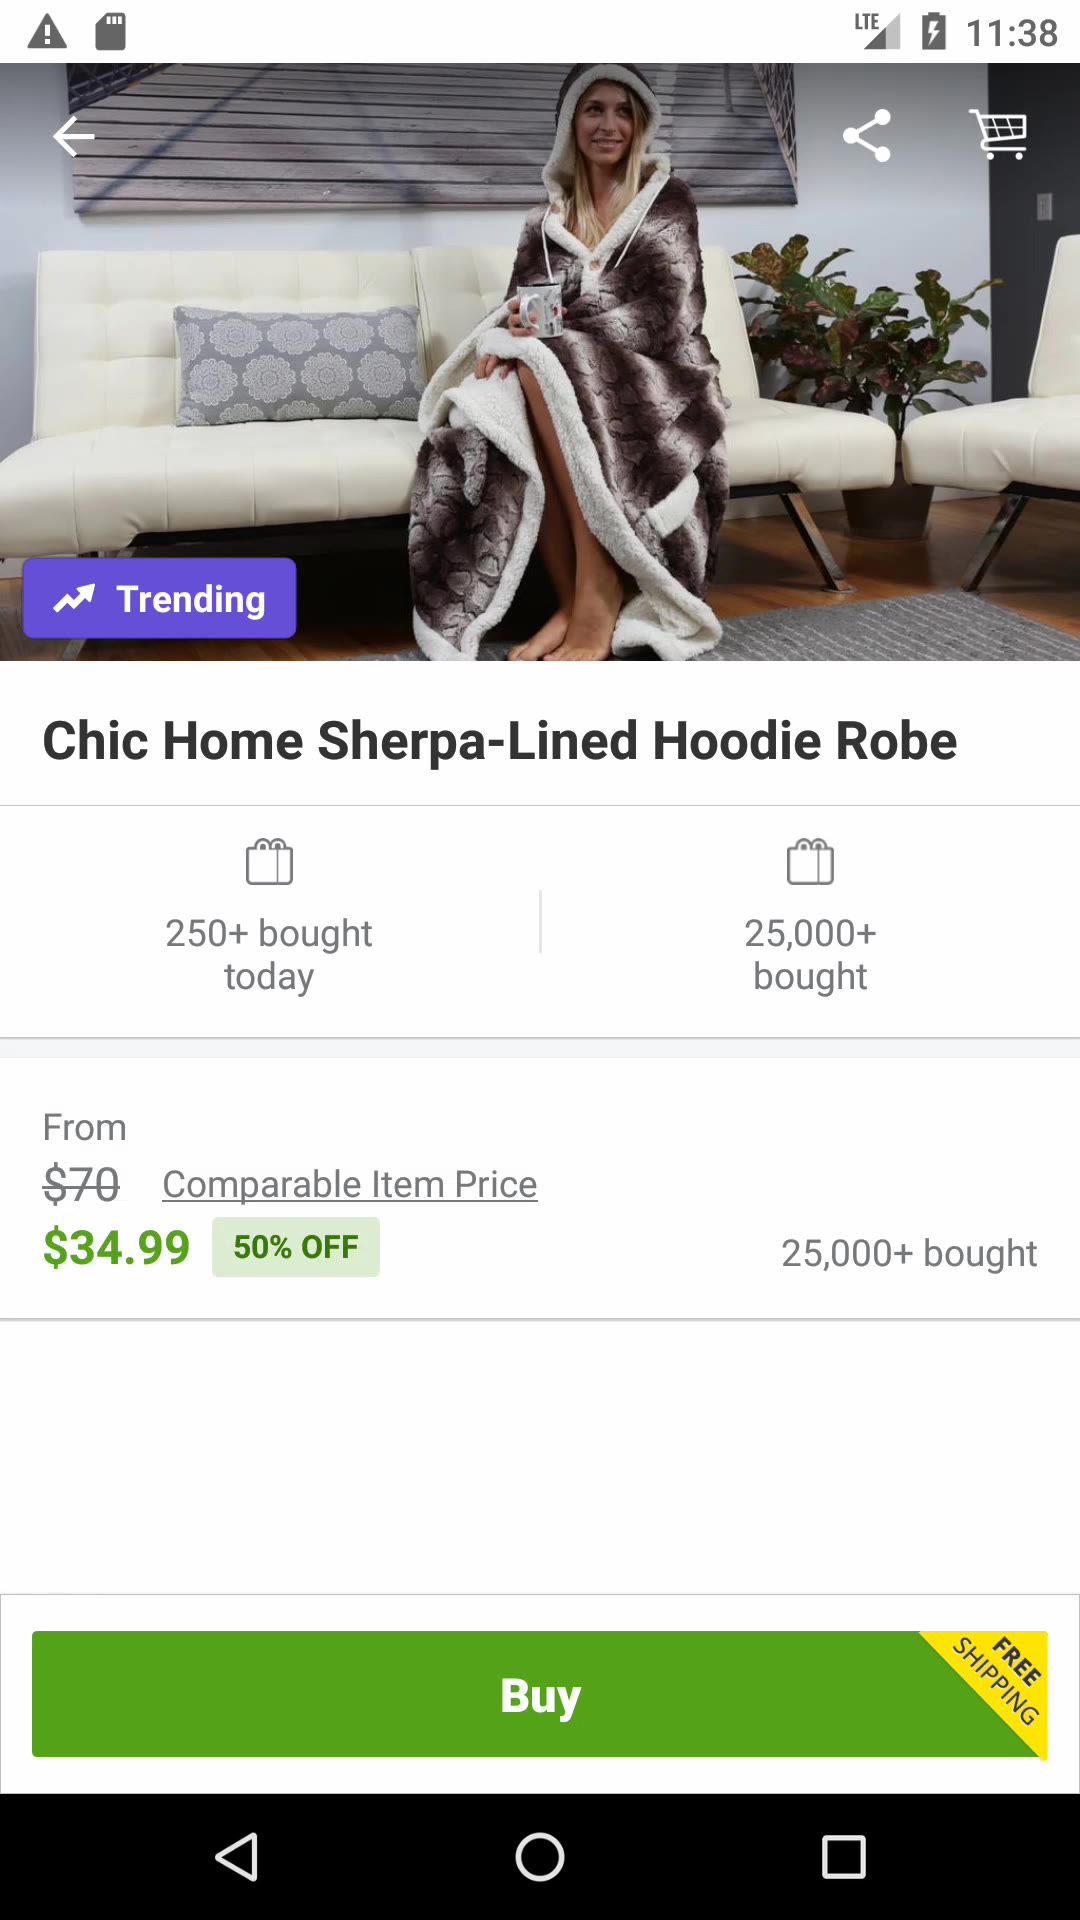 LTE 11:38
Trending
Chic Home Sherpa-Lined Hoodie Robe
250+ bought
today
25,000+
bought
From
$70 Comparable Item Price
$34.99 50% OFF 25,000+ bought
Buy
FREE
SHIPPING